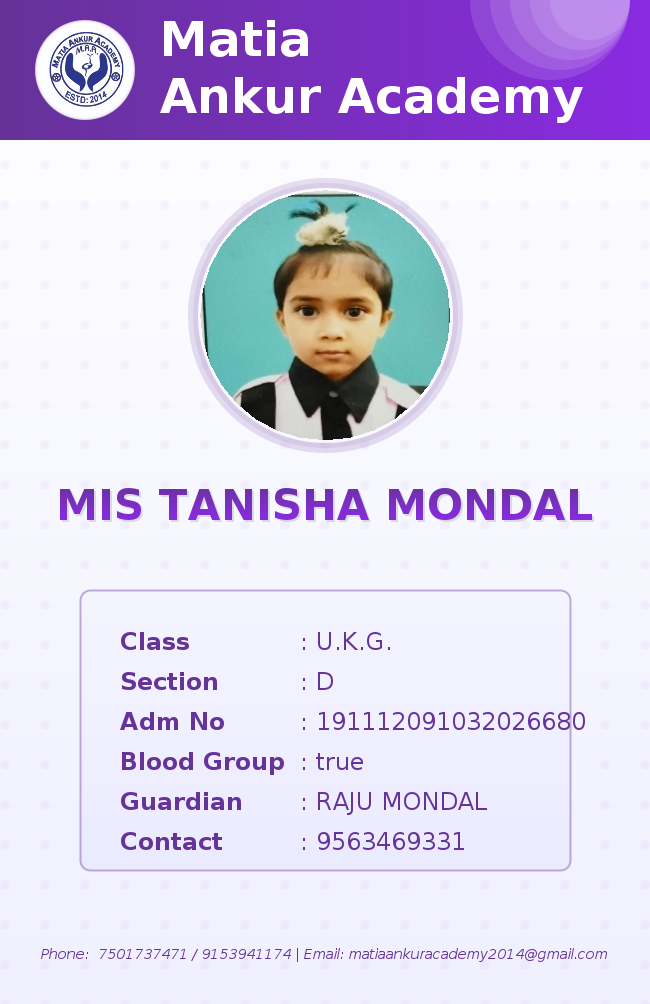 Matia
Ankur Academy
MATIA ANKUR ACADEMY
M.A.A
ESTD: 2014
MIS TANISHA MONDAL
Class : U.K.G.
Section : D
Adm No : 191112091032026680
Blood Group : true
Guardian : RAJU MONDAL
Contact : 9563469331
Phone: 7501737471 / 9153941174 | Email: matiaankuracademy2014@gmail.com